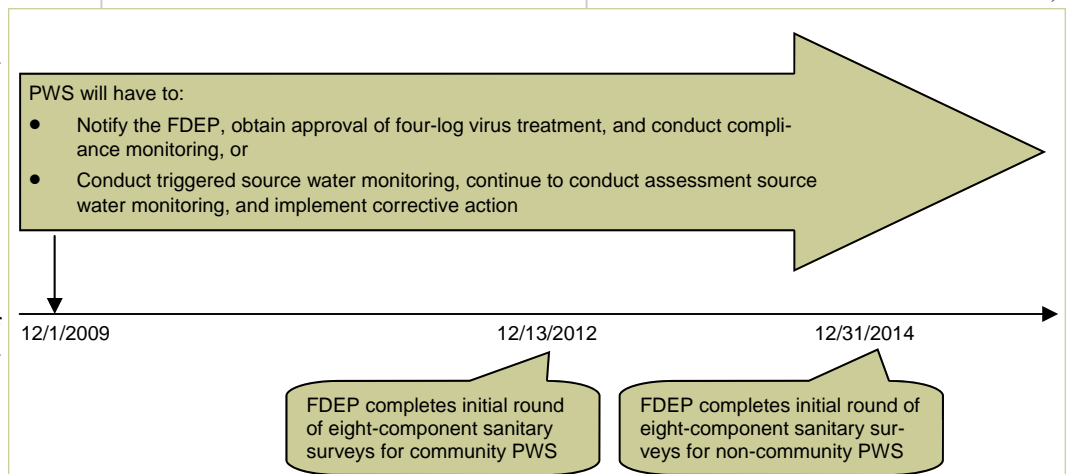 PWS will have to:
● Notify the FDEP, obtain approval of four-log virus treatment, and conduct compli-
ance monitoring, or
● Conduct triggered source water monitoring, continue to conduct assessment source
water monitoring, and implement corrective action
12/1/2009
12/13/2012
12/31/2014
FDEP completes initial round
of eight-component sanitary
surveys for community PWS
FDEP completes initial round of
eight-component sanitary sur-
veys for non-community PWS